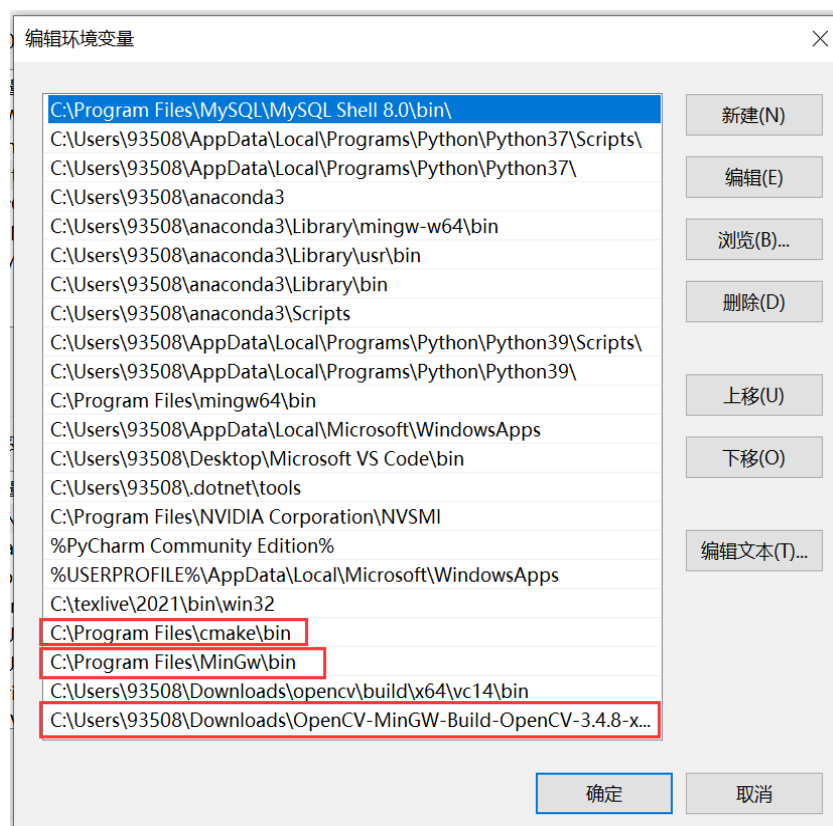 编辑环境变量
C:\Program Files\MySQL\MySQL Shell 8.0\bin\
C:\Users\93508\AppData\Local\Programs\Python\Python37\Scripts\
C:\Users\93508\AppData\Local\Programs\Python\Python37\
C:\Users\93508\anaconda3
C:\Users\93508\anaconda3\Library\mingw-w64\bin
C:\Users\93508\anaconda3\Library\usr\bin
C:\Users\93508\anaconda3\Library\bin
C:\Users\93508\anaconda3\Scripts
C:\Users\93508\AppData\Local\Programs\Python\Python39\Scripts\
C:\Users\93508\AppData\Local\Programs\Python\Python39\
C:\Program Files\mingw64\bin
C:\Users\93508\AppData\Local\Microsoft\WindowsApps
C:\Users\93508\Desktop\Microsoft VS Code\bin
C:\Users\93508\.dotnet\tools
C:\Program Files\NVIDIA Corporation\NVSMI
%PyCharm Community Edition%
%USERPROFILE%\AppData\Local\Microsoft\WindowsApps
C:\texlive\2021\bin\win32
C:\Program Files\cmake\bin
C:\Program Files\MinGw\bin
C:\Users\93508\Downloads\opencv\build\x64\vc14\bin
C:\Users\93508\Downloads\OpenCV-MinGW-Build-OpenCV-3.4.8-x...
新建(N)
编辑(E)
浏览(B)...
删除(D)
上移(U)
下移(O)
编辑文本(T)...
确定
取消